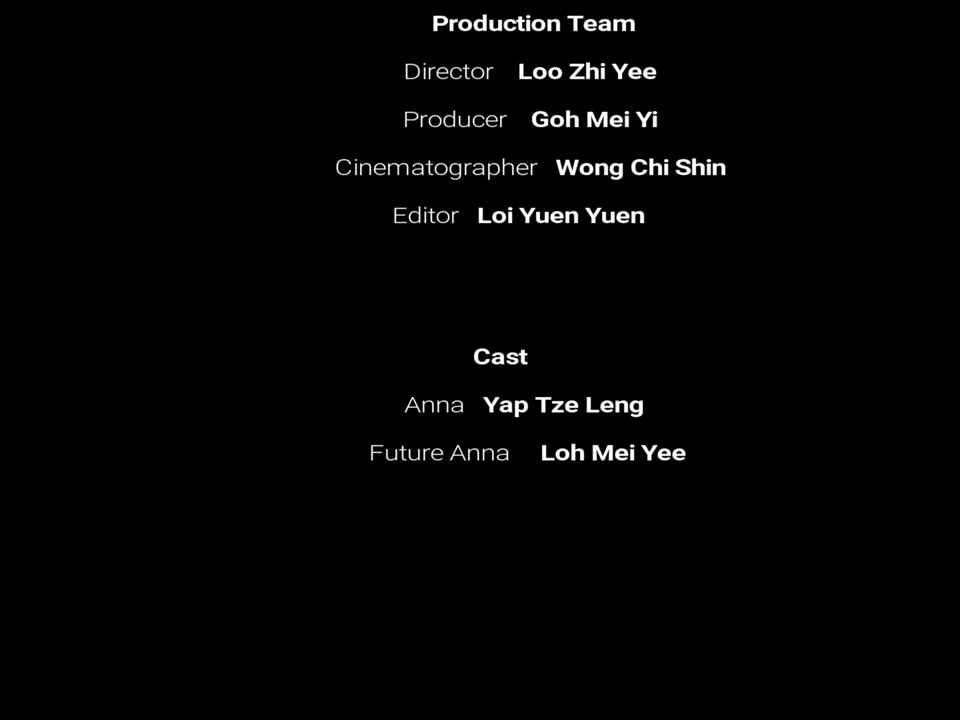 Production Team
Director Loo Zhi Yee
Producer Goh Mei Yi
Cinematographer Wong Chi Shin
Editor Loi Yuen Yuen
Cast
Anna Yap Tze Leng
Future Anna Loh Mei Yee